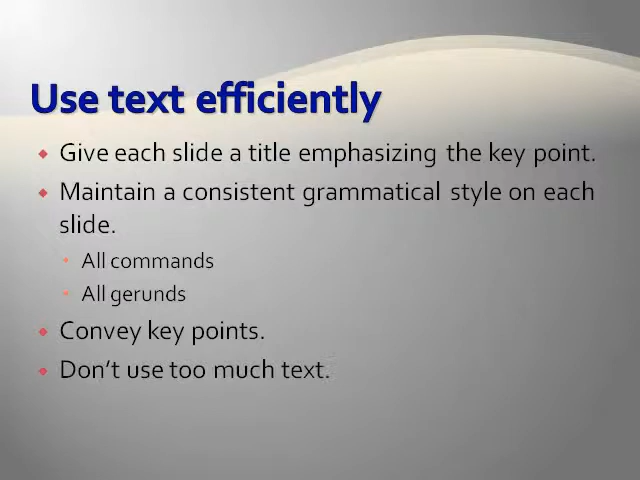 Use text efficiently
Give each slide a title emphasizing the key point.
Maintain a consistent grammatical style on each
slide.
All commands
All gerunds
Convey key points.
Don't use too much text.